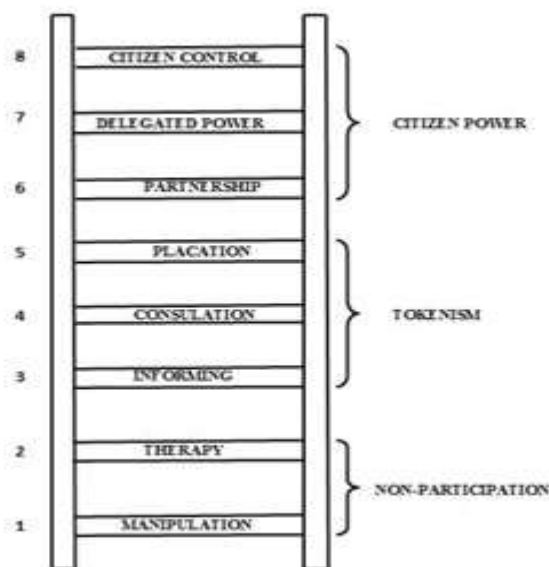 8 CITIZEN CONTROL
7 DELEGATED POWER CITIZEN POWER
6 PARTNERSHIP
5 PLACATION
4 CONSULATION TOKENISM
3 INFORMING
2 THERAPY
NON-PARTICIPATION
1 MANIPULATION